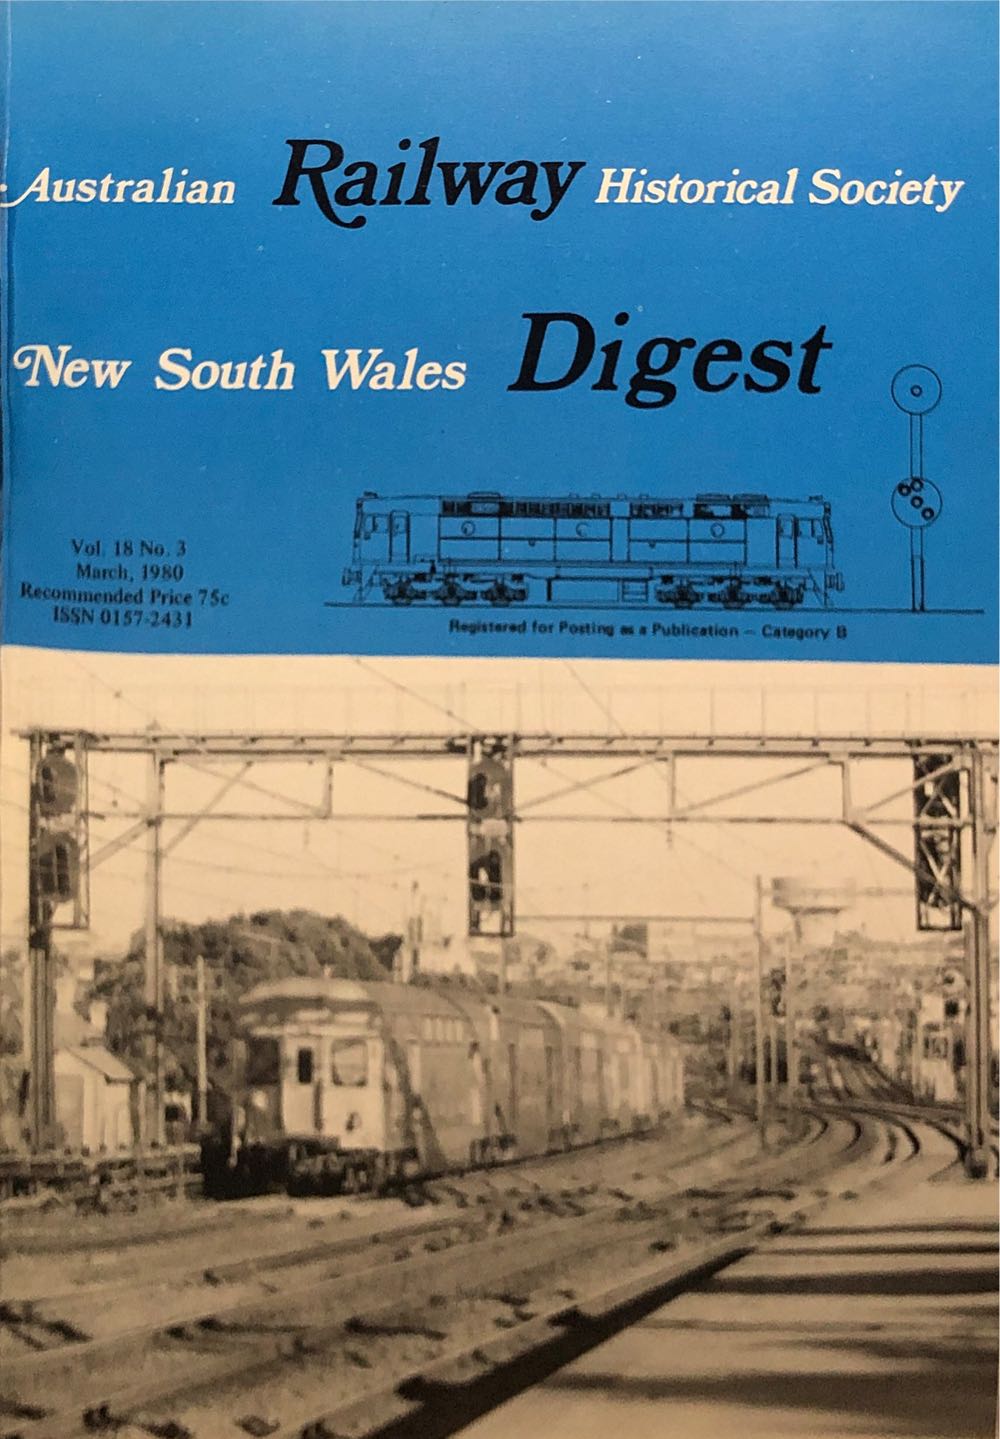 Australian Railway Historical Society
New South Wales Digest
Vol. 18 No. 3
March, 1980
Recommended Price 75c
ISSN 0157-2431
Registered for Posting as a Publication — Category B